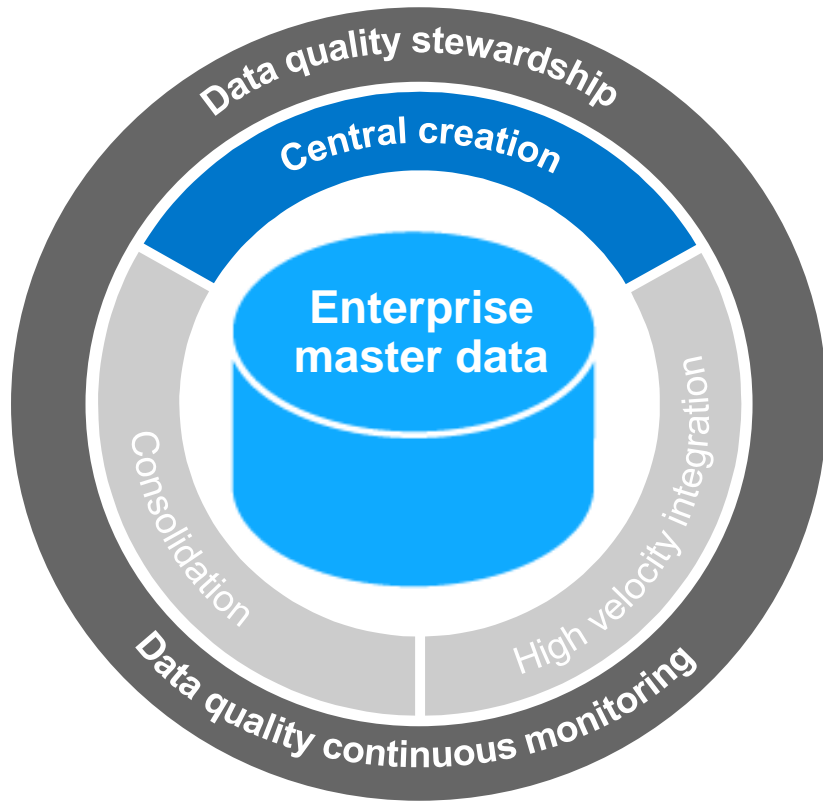 Data quality stewardship
Central creation
Enterprise
master data
Consolidation
High velocity integration
Data quality continuous monitoring